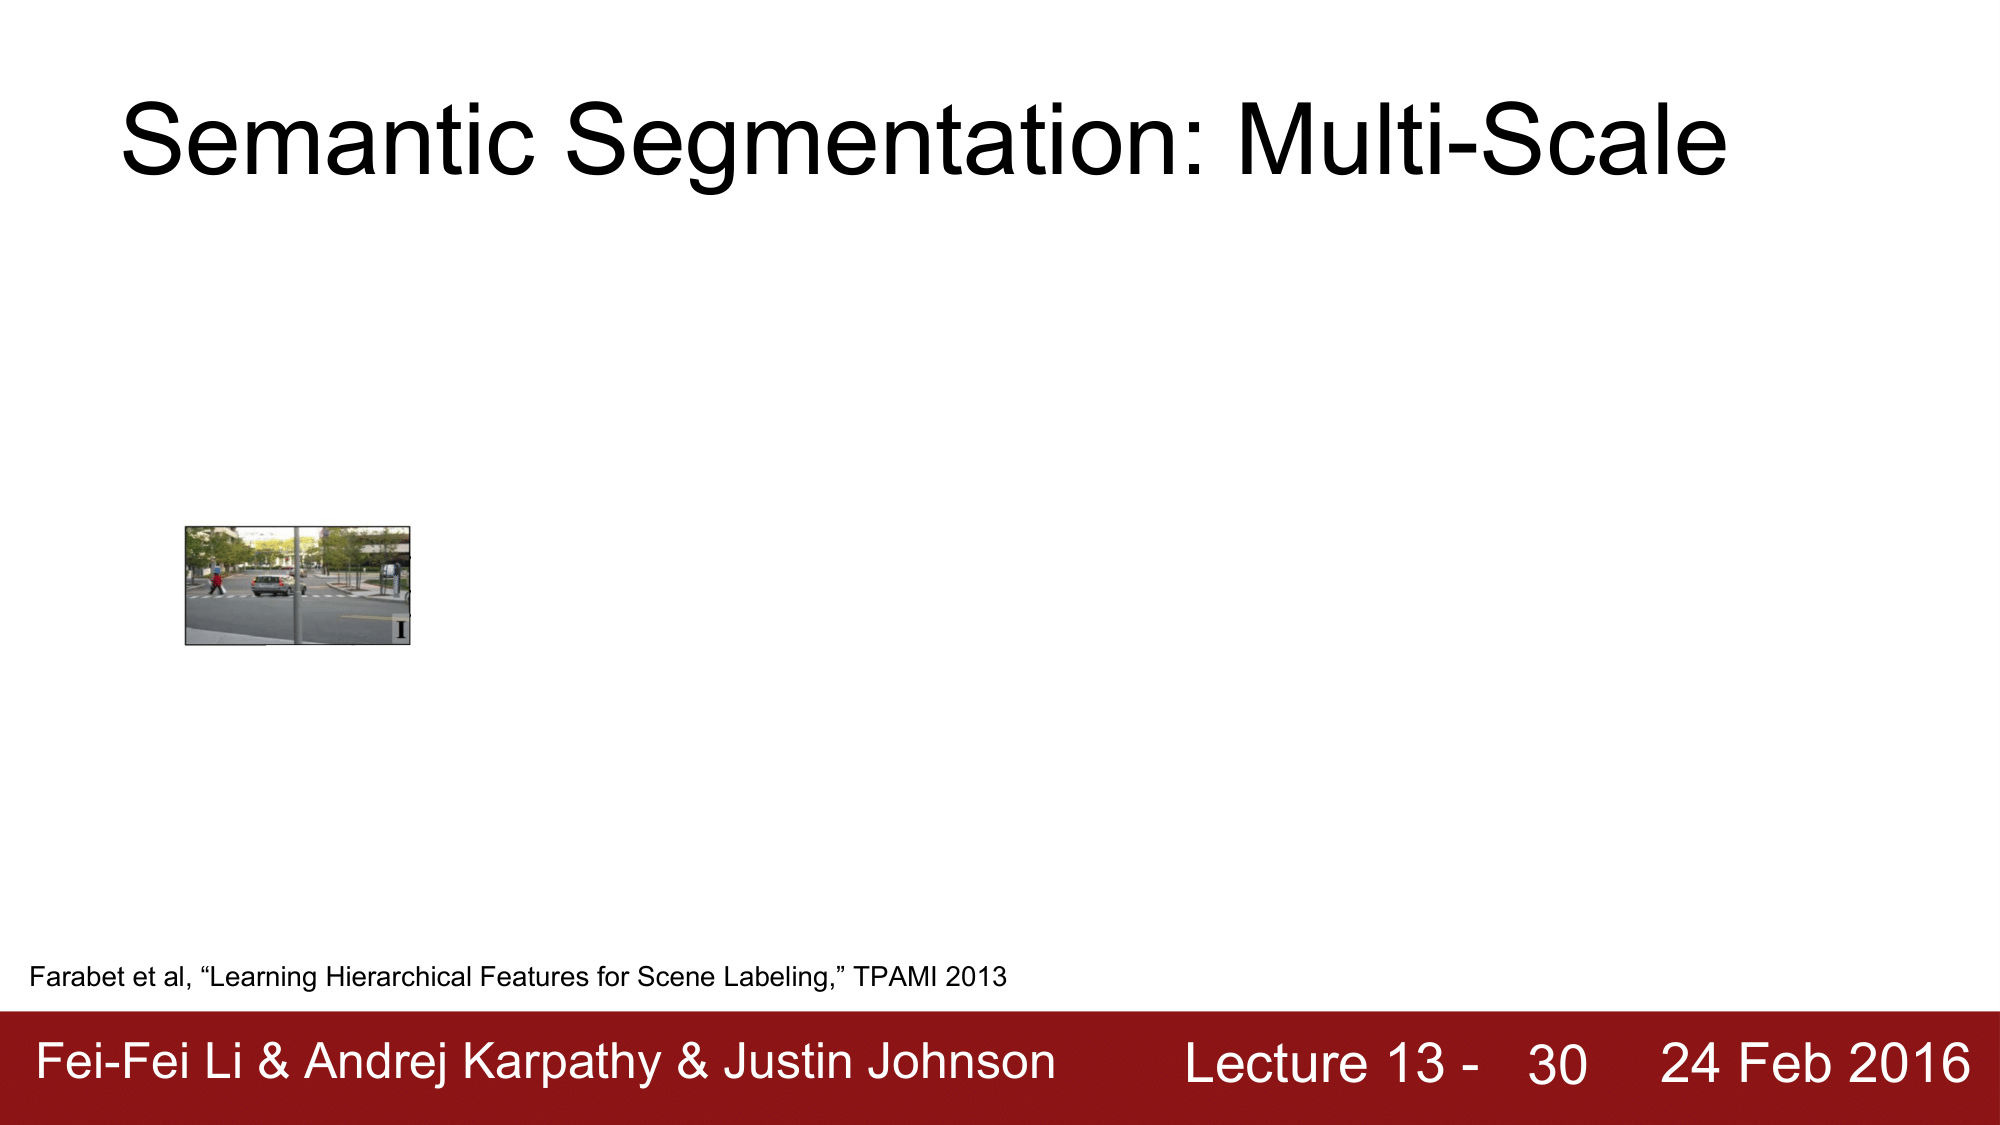 Semantic Segmentation: Multi-Scale
I
Farabet et al, “Learning Hierarchical Features for Scene Labeling,” TPAMI 2013
Fei-Fei Li & Andrej Karpathy & Justin Johnson Lecture 13 - 30 24 Feb 2016